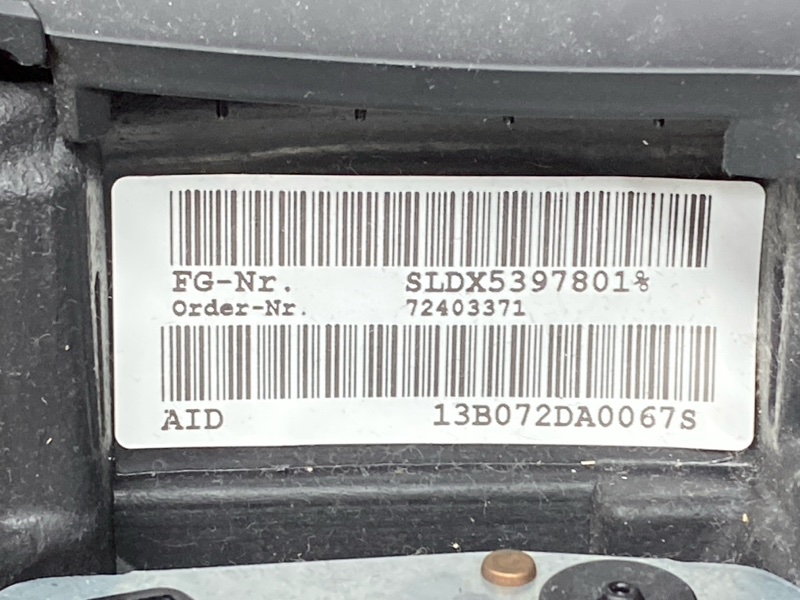 FG-Nr. SLDX5397801%
Order-Nr. 72403371
AID 13B072DA0067S